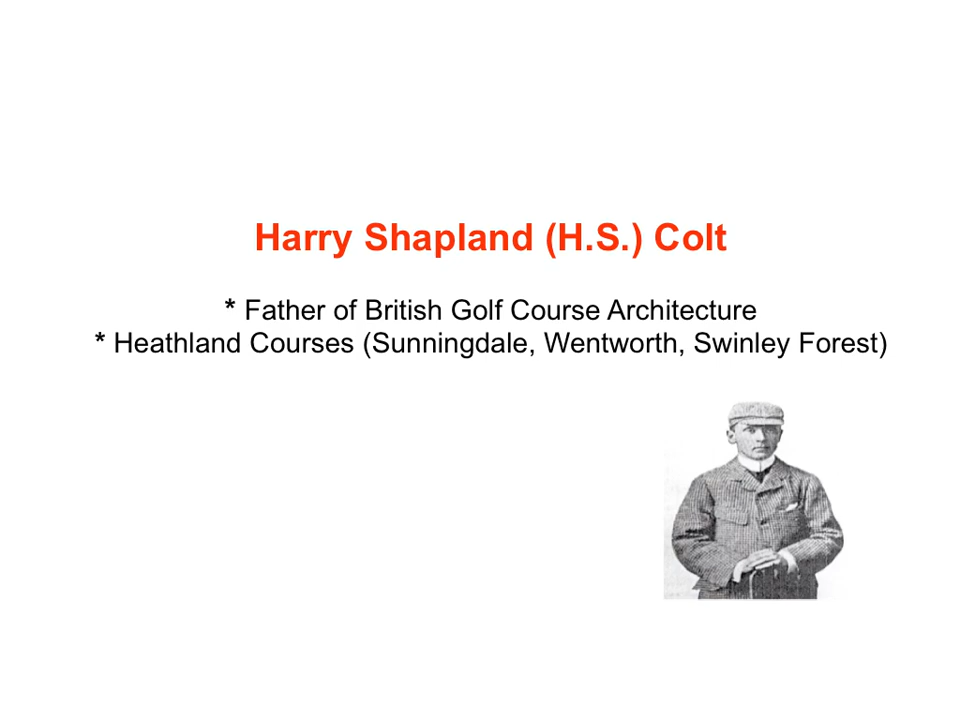 Harry Shapland (H.S.) Colt
* Father of British Golf Course Architecture
* Heathland Courses (Sunningdale, Wentworth, Swinley Forest)